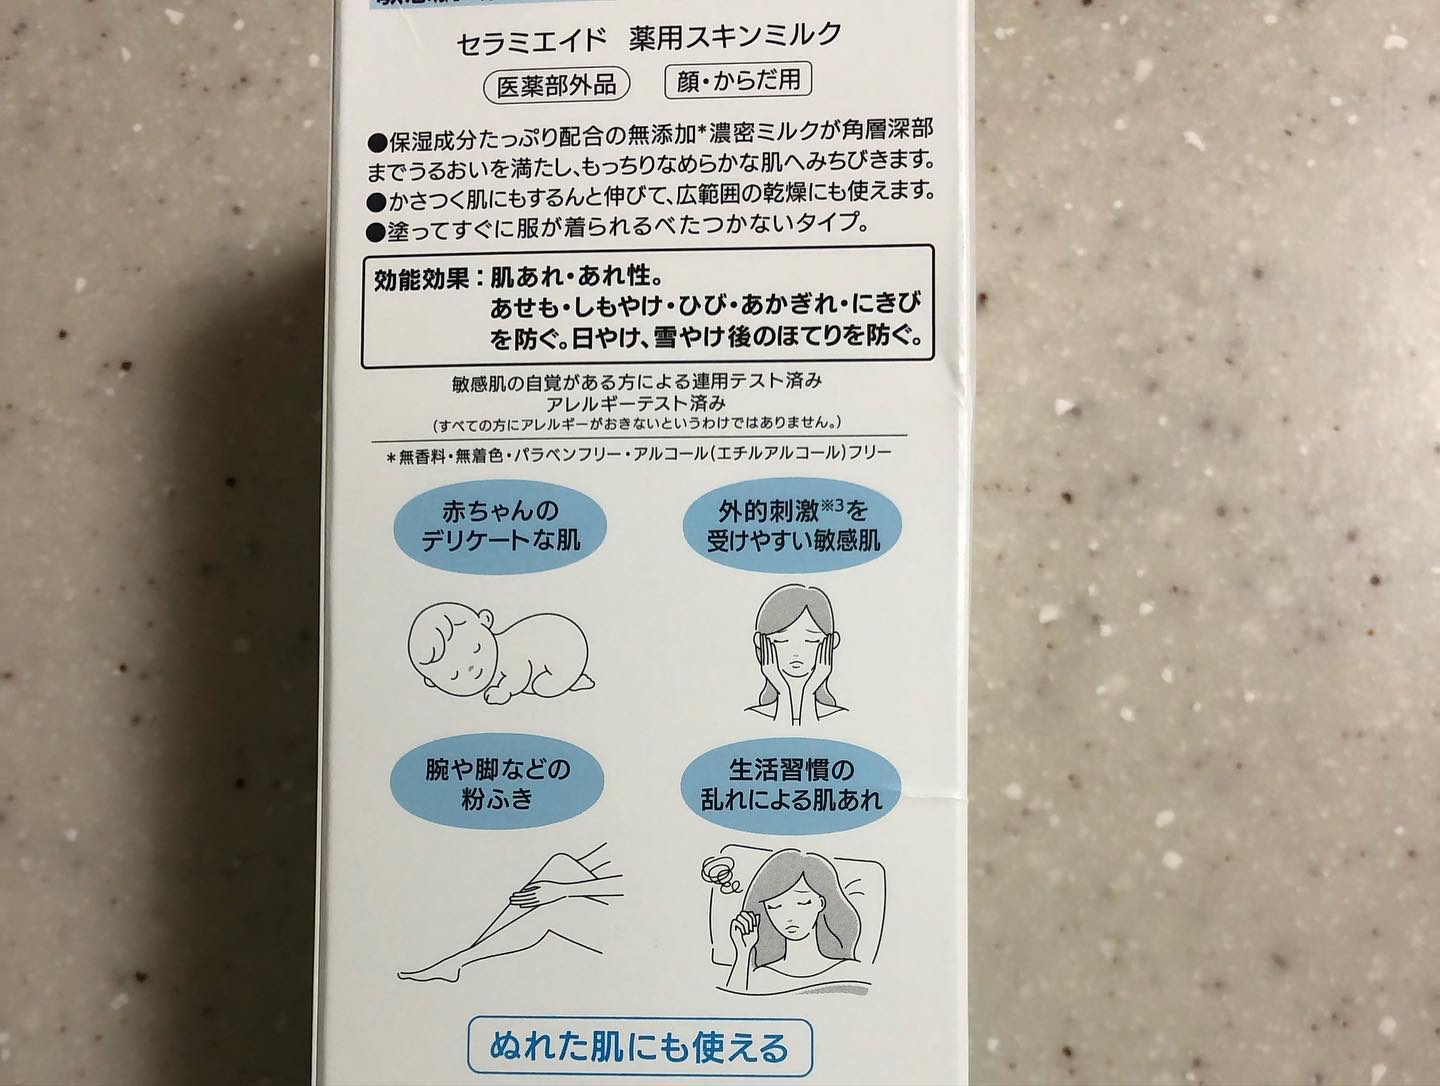 セラミエイド 薬用スキンミルク
医薬部外品 顔・からだ用
●保湿成分たっぷり配合の無添加*濃密ミルクが角層深部
までうるおいを満たし、もっちりなめらかな肌へみちびきます。
●かさつく肌にもするんと伸びて、広範囲の乾燥にも使えます。
●塗ってすぐに服が着られるべたつかないタイプ。
効能効果：肌あれ・あれ性。
あせも・しもやけ・ひび・あかぎれ・にきび
を防ぐ。日やけ、雪やけ後のほてりを防ぐ。
敏感肌の自覚がある方による連用テスト済み
アレルギーテスト済み
（すべての方にアレルギーがおきないというわけではありません。）
*無香料・無着色・パラベンフリー・アルコール(エチルアルコール)フリー
赤ちゃんの
デリケートな肌
外的刺激※3を
受けやすい敏感肌
腕や脚などの
粉ふき
生活習慣の
乱れによる肌あれ
ぬれた肌にも使える